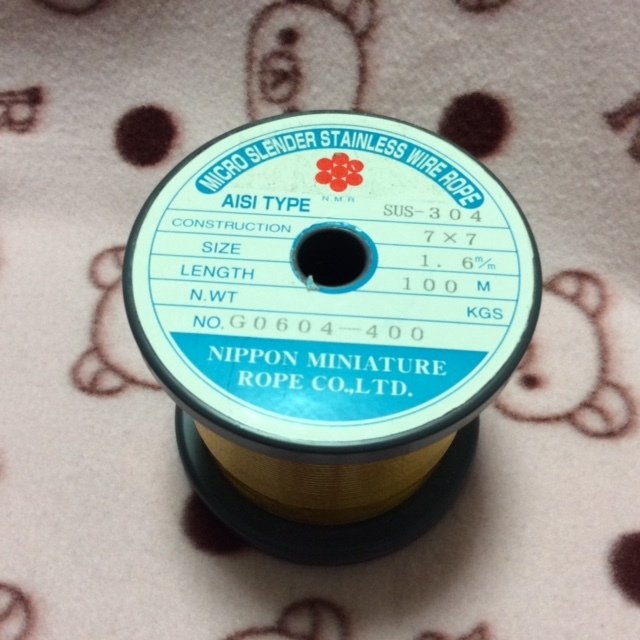 MICRO SLENDER STAINLESS WIRE ROPE
N.M.R
AISI TYPE SUS-304
CONSTRUCTION 7×7
SIZE 1.6 m/m
LENGTH 100 M
N.WT KGS
NO. G0604-400
NIPPON MINIATURE
ROPE CO.,LTD.